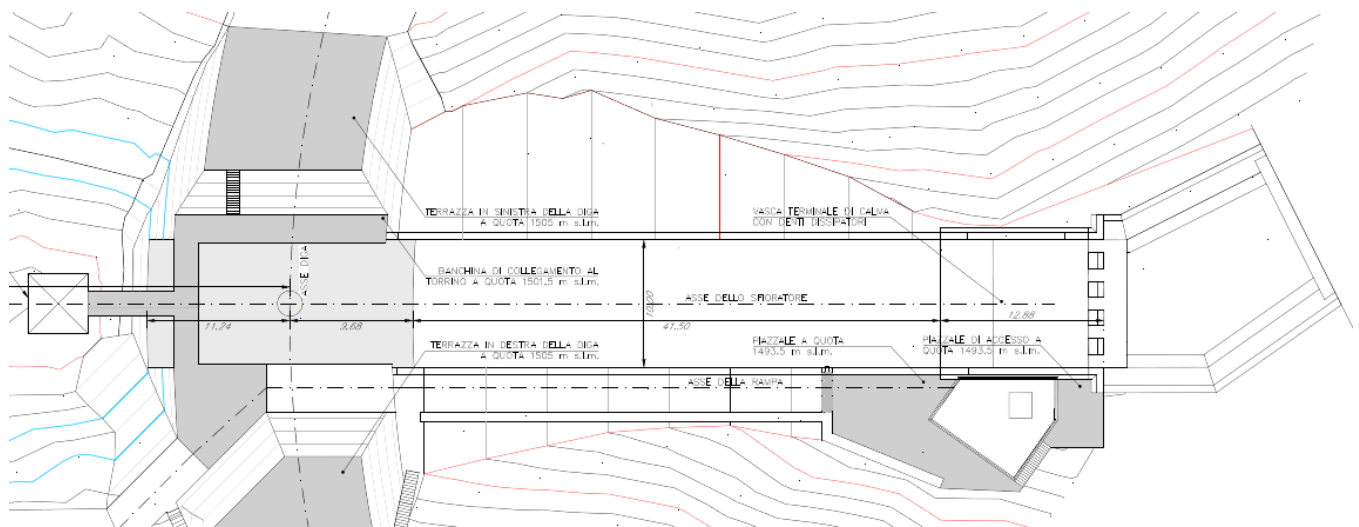 TERRAZZA IN SINISTRA DELLA DIGA
A QUOTA 1505 m s.l.m.
VASCA TERMINALE DI CALMA
CON DENTI DISSIPATORI
ASSE DIGA
BANCHINA DI COLLEGAMENTO AL
TORRINO A QUOTA 1501.5 m s.l.m.
10.00
ASSE DELLO SFIORATORE
11.24
9.68
41.50
12.88
TERRAZZA IN DESTRA DELLA DIGA
A QUOTA 1505 m s.l.m.
PIAZZALE A QUOTA
1493.5 m s.l.m.
PIAZZALE DI ACCESSO A
QUOTA 1493.5 m s.l.m.
ASSE DELLA RAMPA